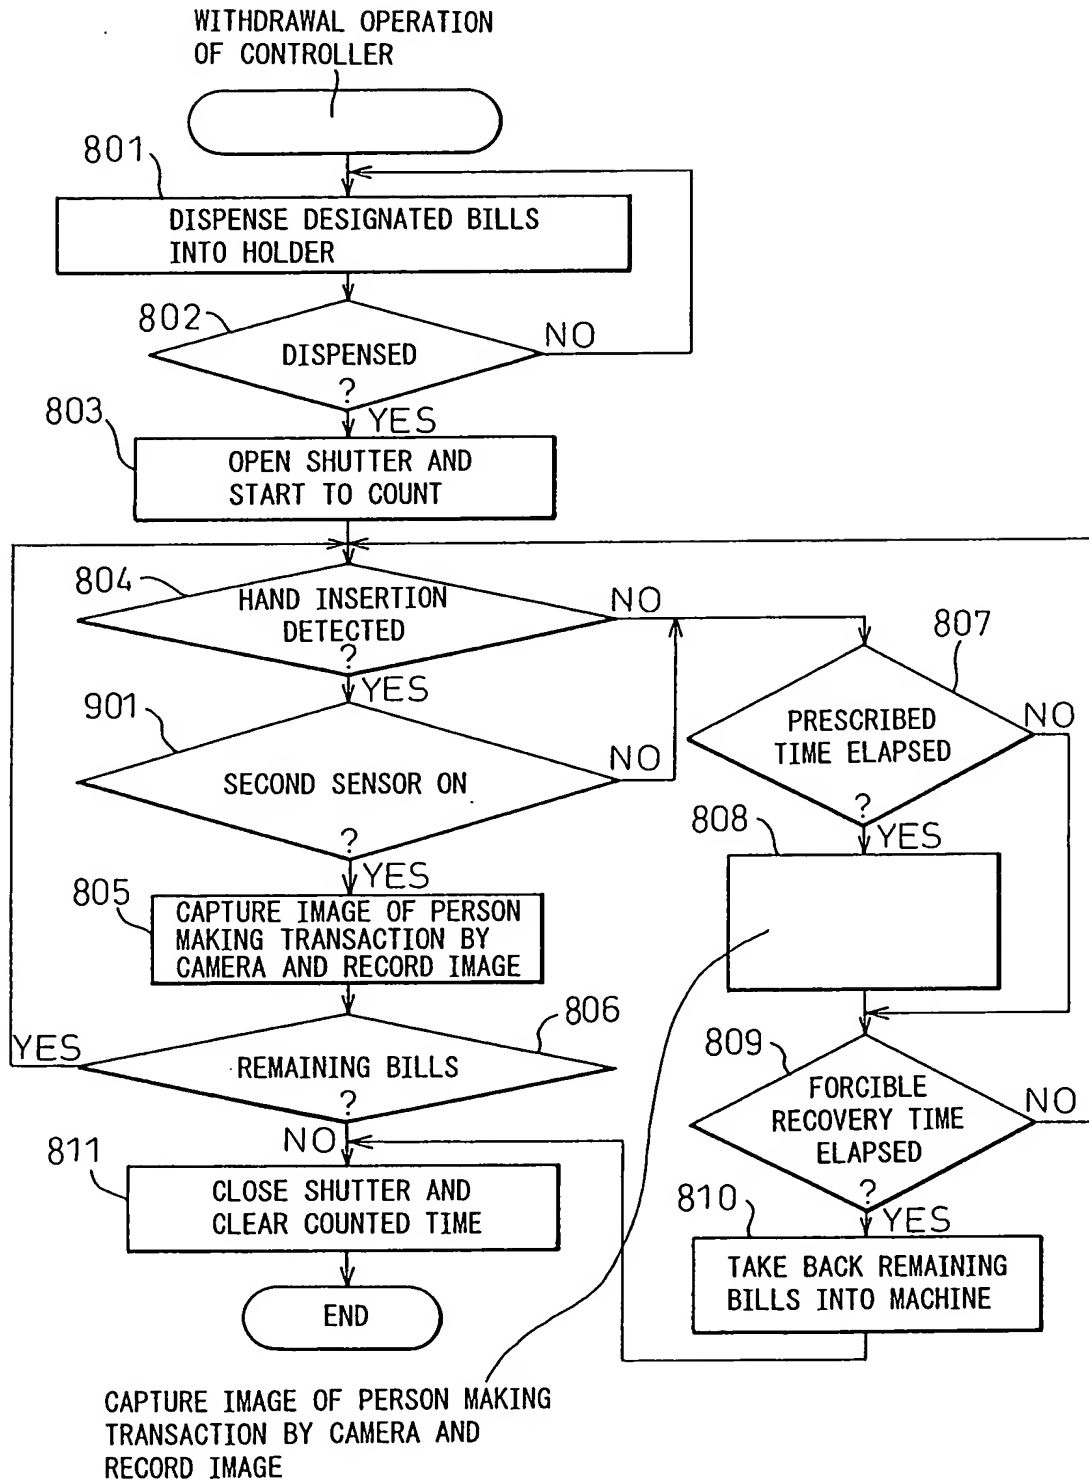 WITHDRAWAL OPERATION
OF CONTROLLER
801
DISPENSE DESIGNATED BILLS
INTO HOLDER
802
DISPENSED
?
NO
YES
803
OPEN SHUTTER AND
START TO COUNT
804
HAND INSERTION
DETECTED
?
NO
YES
901
SECOND SENSOR ON
?
NO
YES
805
CAPTURE IMAGE OF PERSON
MAKING TRANSACTION BY
CAMERA AND RECORD IMAGE
806
REMAINING BILLS
?
YES
NO
811
CLOSE SHUTTER AND
CLEAR COUNTED TIME
END
807
PRESCRIBED
TIME ELAPSED
?
NO
YES
808
809
FORCIBLE
RECOVERY TIME
ELAPSED
?
NO
YES
810
TAKE BACK REMAINING
BILLS INTO MACHINE
CAPTURE IMAGE OF PERSON MAKING
TRANSACTION BY CAMERA AND
RECORD IMAGE